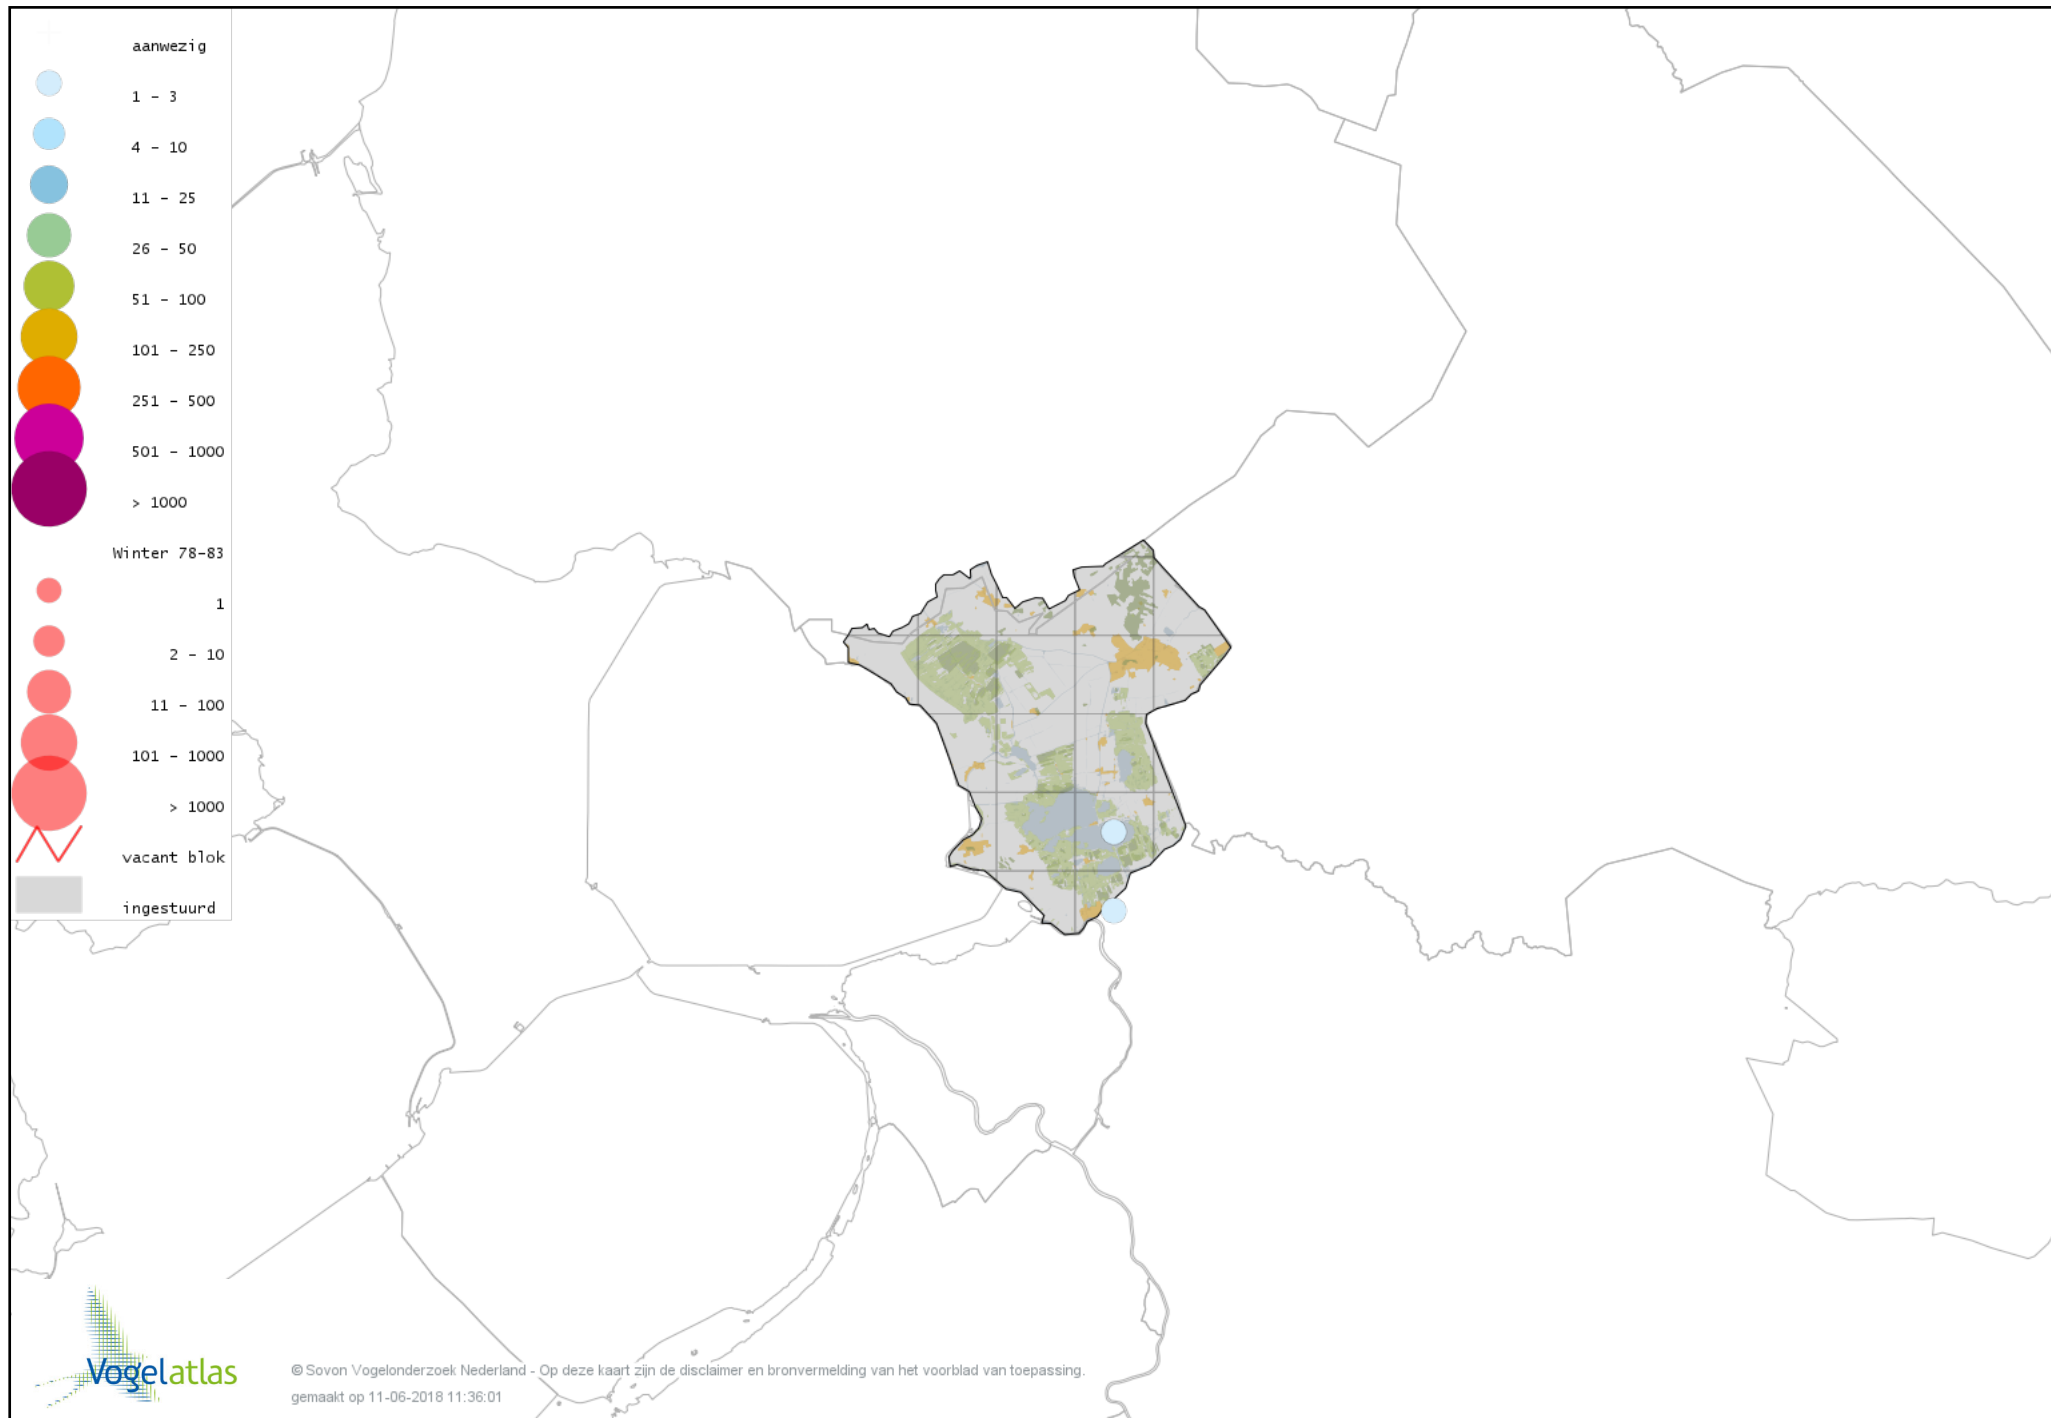 aanwezig
1 - 3
4 - 10
11 - 25
26 - 50
51 - 100
101 - 250
251 - 500
501 - 1000
> 1000
Winter 78-83
1
2 - 10
11 - 100
101 - 1000
> 1000
vacant blok
ingestuurd
Vogelatlas
© Sovon Vogelonderzoek Nederland - Op deze kaart zijn de disclaimer en bronvermelding van het voorblad van toepassing.
gemaakt op 11-06-2018 11:36:01